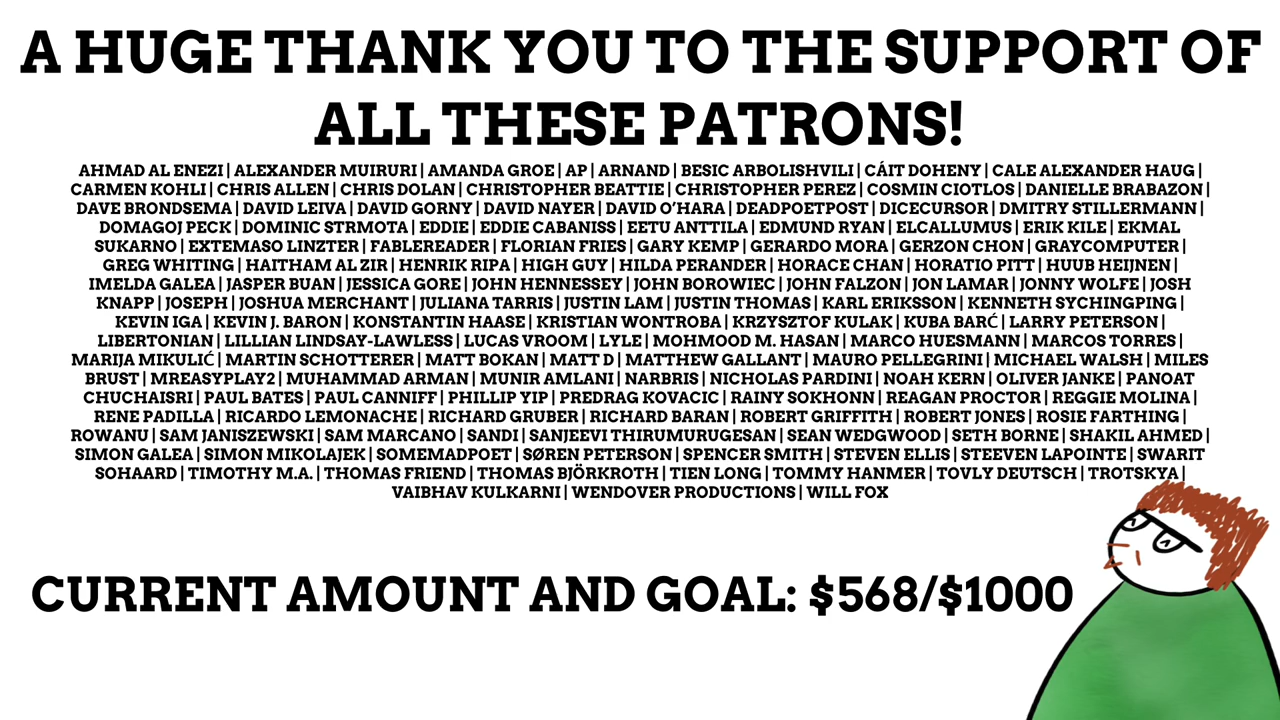 A HUGE THANK YOU TO THE SUPPORT OF
ALL THESE PATRONS!
AHMAD AL ENEZI | ALEXANDER MUIRURI | AMANDA GROE | AP | ARNAND | BESIC ARBOLISHVILI | CÁIT DOHENY | CALE ALEXANDER HAUG |
CARMEN KOHLI | CHRIS ALLEN | CHRIS DOLAN | CHRISTOPHER BEATTIE | CHRISTOPHER PEREZ | COSMIN CIOTLOS | DANIELLE BRABAZON |
DAVE BRONDSEMA | DAVID LEIVA | DAVID GORNY | DAVID NAYER | DAVID O’HARA | DEADPOETPOST | DICECURSOR | DMITRY STILLERMANN |
DOMAGOJ PECK | DOMINIC STRMOTA | EDDIE | EDDIE CABANISS | EETU ANTTILA | EDMUND RYAN | ELCALLUMUS | ERIK KILE | EKMAL
SUKARNO | EXTEMASO LINZTER | FABLEREADER | FLORIAN FRIES | GARY KEMP | GERARDO MORA | GERZON CHON | GRAYCOMPUTER |
GREG WHITING | HAITHAM AL ZIR | HENRIK RIPA | HIGH GUY | HILDA PERANDER | HORACE CHAN | HORATIO PITT | HUUB HEIJNEN |
IMELDA GALEA | JASPER BUAN | JESSICA GORE | JOHN HENNESSEY | JOHN BOROWIEC | JOHN FALZON | JON LAMAR | JONNY WOLFE | JOSH
KNAPP | JOSEPH | JOSHUA MERCHANT | JULIANA TARRIS | JUSTIN LAM | JUSTIN THOMAS | KARL ERIKSSON | KENNETH SYCHINGPING |
KEVIN IGA | KEVIN J. BARON | KONSTANTIN HAASE | KRISTIAN WONTROBA | KRZYSZTOF KULAK | KUBA BARĆ | LARRY PETERSON |
LIBERTONIAN | LILLIAN LINDSAY-LAWLESS | LUCAS VROOM | LYLE | MOHMOOD M. HASAN | MARCO HUESMANN | MARCOS TORRES |
MARIJA MIKULIĆ | MARTIN SCHOTTERER | MATT BOKAN | MATT D | MATTHEW GALLANT | MAURO PELLEGRINI | MICHAEL WALSH | MILES
BRUST | MREASYPLAY2 | MUHAMMAD ARMAN | MUNIR AMLANI | NARBRIS | NICHOLAS PARDINI | NOAH KERN | OLIVER JANKE | PANOAT
CHUCHAISRI | PAUL BATES | PAUL CANNIFF | PHILLIP YIP | PREDRAG KOVACIC | RAINY SOKHONN | REAGAN PROCTOR | REGGIE MOLINA |
RENE PADILLA | RICARDO LEMONACHE | RICHARD GRUBER | RICHARD BARAN | ROBERT GRIFFITH | ROBERT JONES | ROSIE FARTHING |
ROWANU | SAM JANISZEWSKI | SAM MARCANO | SANDI | SANJEEVI THIRUMURUGESAN | SEAN WEDGWOOD | SETH BORNE | SHAKIL AHMED |
SIMON GALEA | SIMON MIKOLAJEK | SOMEMADPOET | SØREN PETERSON | SPENCER SMITH | STEVEN ELLIS | STEEVEN LAPOINTE | SWARIT
SOHAARD | TIMOTHY M.A. | THOMAS FRIEND | THOMAS BJÖRKROTH | TIEN LONG | TOMMY HANMER | TOVLY DEUTSCH | TROTSKYA |
VAIBHAV KULKARNI | WENDOVER PRODUCTIONS | WILL FOX
CURRENT AMOUNT AND GOAL: $568/$1000